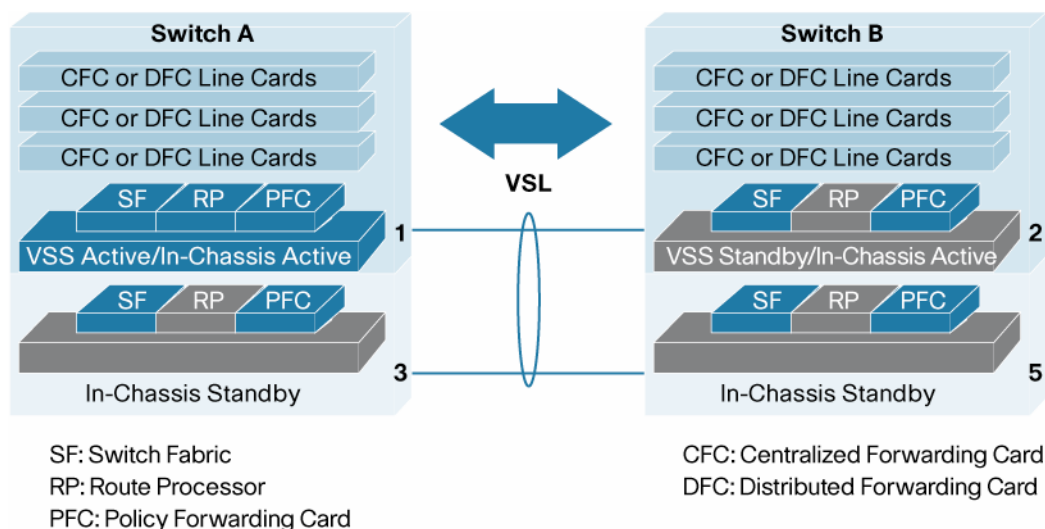 Switch A
CFC or DFC Line Cards
CFC or DFC Line Cards
CFC or DFC Line Cards
SF RP PFC
1
VSS Active/In-Chassis Active
SF RP PFC
3
In-Chassis Standby
VSL
Switch B
CFC or DFC Line Cards
CFC or DFC Line Cards
CFC or DFC Line Cards
SF RP PFC
2
VSS Standby/In-Chassis Active
SF RP PFC
5
In-Chassis Standby
SF: Switch Fabric
RP: Route Processor
PFC: Policy Forwarding Card
CFC: Centralized Forwarding Card
DFC: Distributed Forwarding Card